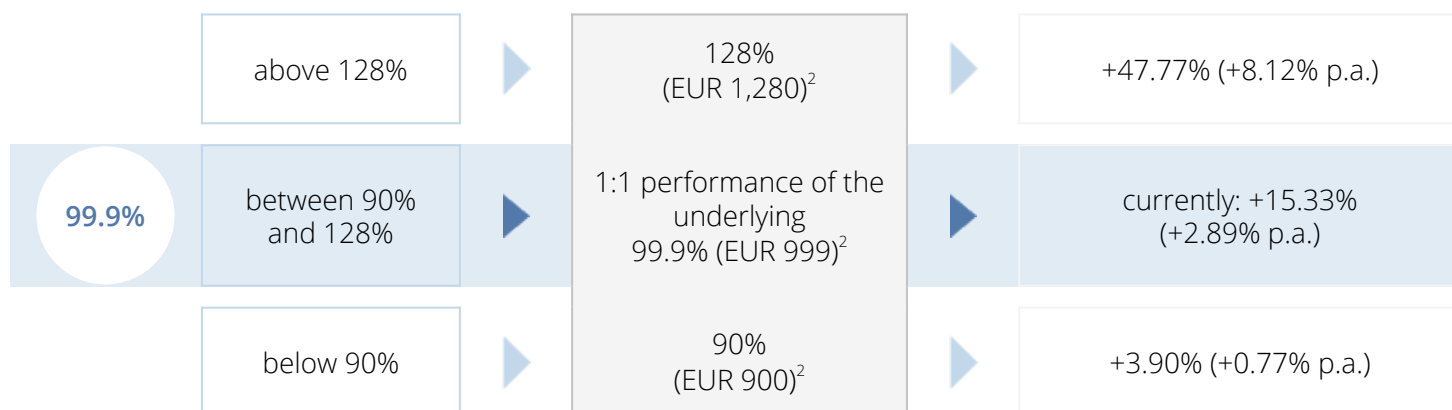 above 128%
128%
(EUR 1,280)²
+47.77% (+8.12% p.a.)
99.9%
between 90%
and 128%
1:1 performance of the
underlying
99.9% (EUR 999)²
currently: +15.33%
(+2.89% p.a.)
below 90%
90%
(EUR 900)²
+3.90% (+0.77% p.a.)